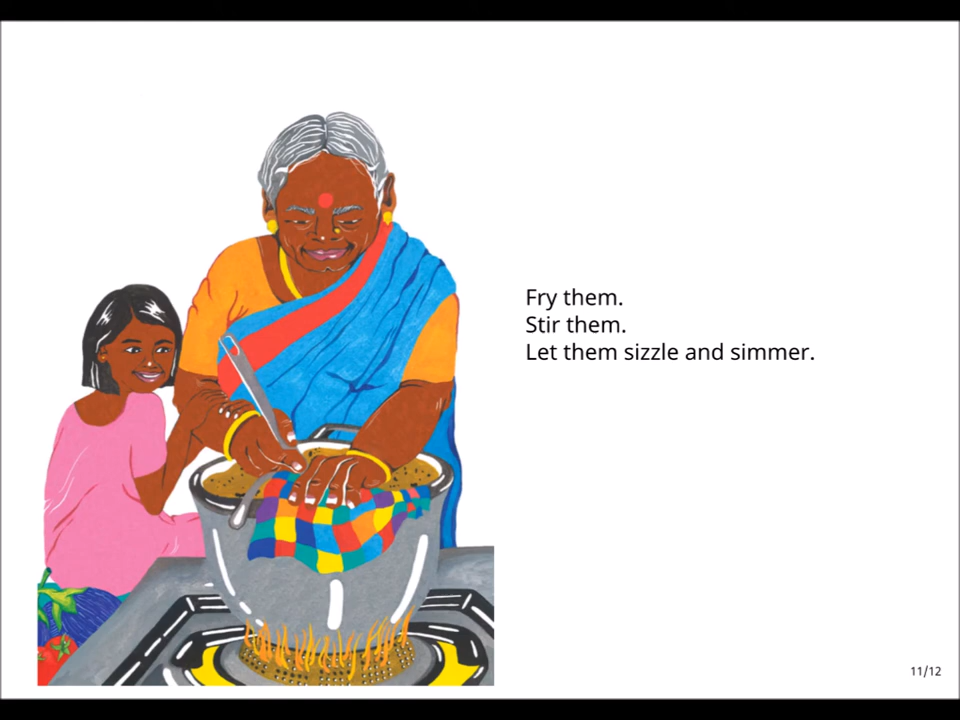 Fry them.
Stir them.
Let them sizzle and simmer.
11/12